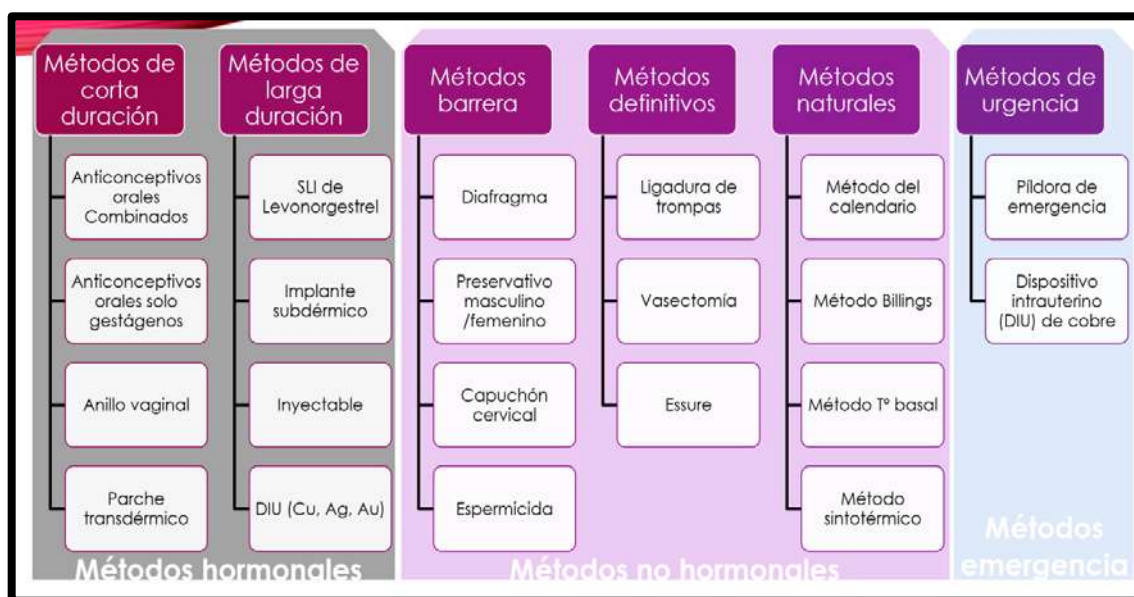 Métodos de
corta
duración
Anticonceptivos
orales
Combinados
Anticonceptivos
orales solo
gestágenos
Anillo vaginal
Parche
transdérmico
Métodos de
larga
duración
SLI de
Levonorgestrel
Implante
subdérmico
Inyectable
DIU (Cu, Ag, Au)
Métodos hormonales
Métodos
barrera
Diafragma
Preservativo
masculino
/femenino
Capuchón
cervical
Espermicida
Métodos
definitivos
Ligadura de
trompas
Vasectomía
Essure
Métodos
naturales
Método del
calendario
Método Billings
Método Tº basal
Método
sintotérmico
Métodos no hormonales
Métodos de
urgencia
Píldora de
emergencia
Dispositivo
intrauterino
(DIU) de cobre
Métodos
emergencia